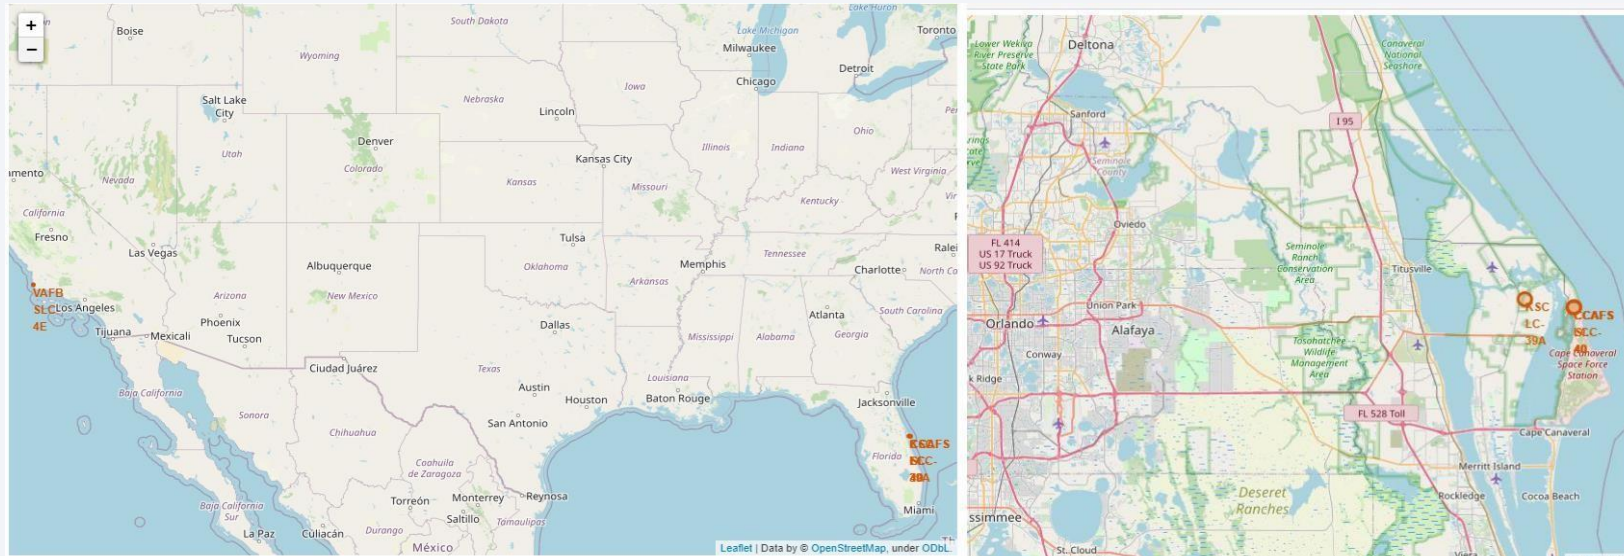 +
−
Boise
South Dakota
Lake Michigan
Lake Huron
Toronto
Wyoming
Milwaukee
Detroit
Chicago
Iowa
Nebraska
Salt Lake
City
Lincoln
Illinois
Indiana
Ohio
Denver
Utah
Colorado
Kansas City
Missouri
West Virginia
amento
Nevada
Kansas
Kentucky
California
Fresno
Las Vegas
Tulsa
Ralei
Albuquerque
Oklahoma
Memphis
Tennessee
Charlotte
North Ca
Arkansas
VAFB
SLC-
4E
Los Angeles
Arizona
New Mexico
Phoenix
Tucson
Tijuana
Mexicali
Dallas
Mississippi
Alabama
Atlanta
Georgia
South Carolina
Ciudad Juárez
Texas
Louisiana
Baja California
Sonora
Austin
Houston
Baton Rouge
Jacksonville
San Antonio
Chihuahua
Florida
Coahuila
de Zaragoza
Torreón
Monterrey
Reynosa
Saltillo
Tamaulipas
Baja California
Sur
La Paz
Culiacán
Durango
México
Miami
Leaflet | Data by © OpenStreetMap, under ODbL.
Lower Wekiva
River Preserve
State Park
Deltona
Canaveral
National
Seashore
Sanford
I 95
Seminole
County
Oviedo
FL 414
US 17 Truck
US 92 Truck
Seminole
Ranch
Conservation
Area
Titusville
Union Park
Orlando
Alafaya
KSC
LC-
39A
CCAFS
Tosohatchee
Wildlife
Management
Area
Conway
k Ridge
Cape Canaveral
Space Force
Station
FL 528 Toll
Cape Canaveral
Merritt Island
Rockledge
Cocoa Beach
Deseret
Ranches
ssimmee
St. Cloud
Viera